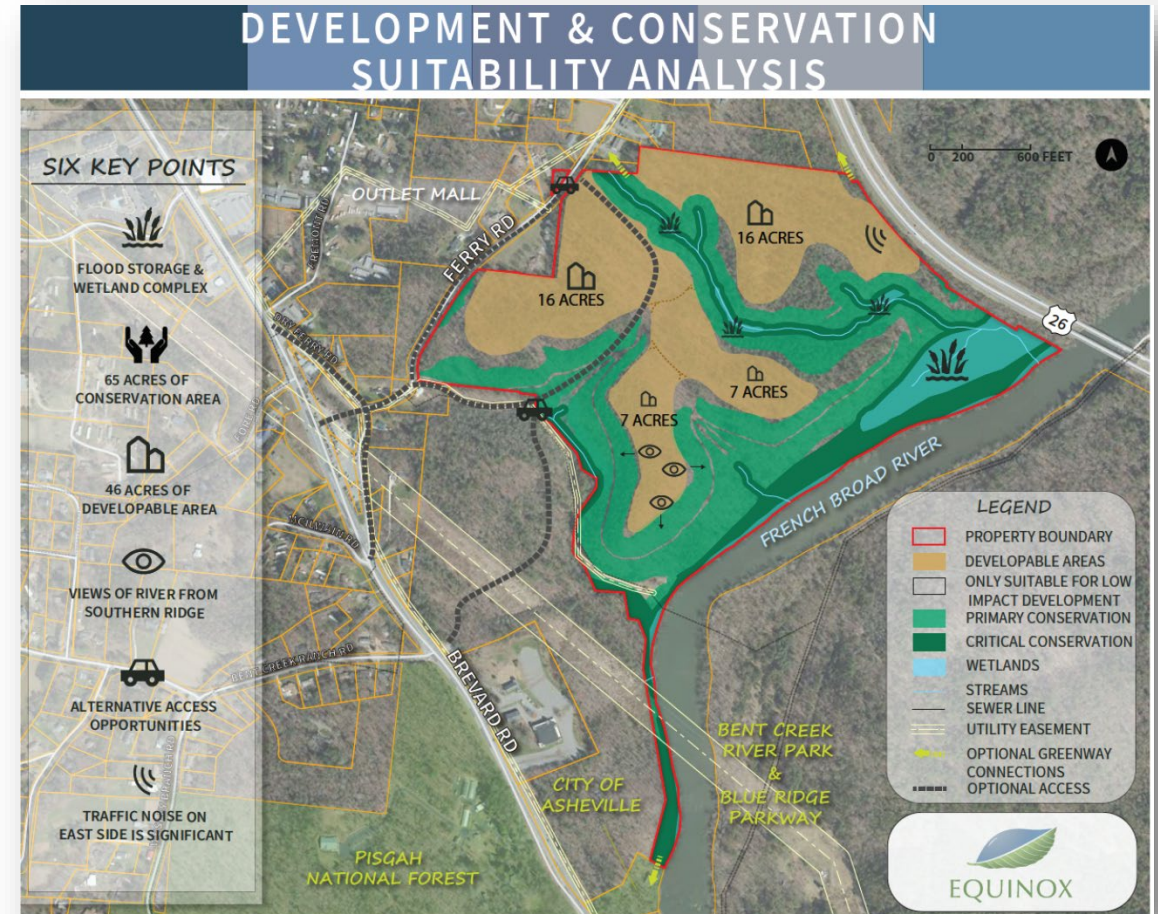 DEVELOPMENT & CONSERVATION
SUITABILITY ANALYSIS
SIX KEY POINTS
FLOOD STORAGE &
WETLAND COMPLEX
65 ACRES OF
CONSERVATION AREA
46 ACRES OF
DEVELOPABLE AREA
VIEWS OF RIVER FROM
SOUTHERN RIDGE
ALTERNATIVE ACCESS
OPPORTUNITIES
TRAFFIC NOISE ON
EAST SIDE IS SIGNIFICANT
0 200 600 FEET
OUTLET MALL
FERRY RD
16 ACRES
16 ACRES
26
7 ACRES
7 ACRES
FRENCH BROAD RIVER
BREVARD RD
BENT CREEK RANCH RD
BENT CREEK
RIVER PARK
&
BLUE RIDGE
PARKWAY
CITY OF
ASHEVILLE
PISGAH
NATIONAL FOREST
LEGEND
PROPERTY BOUNDARY
DEVELOPABLE AREAS
ONLY SUITABLE FOR LOW
IMPACT DEVELOPMENT
PRIMARY CONSERVATION
CRITICAL CONSERVATION
WETLANDS
STREAMS
SEWER LINE
UTILITY EASEMENT
OPTIONAL GREENWAY
CONNECTIONS
OPTIONAL ACCESS
EQUINOX